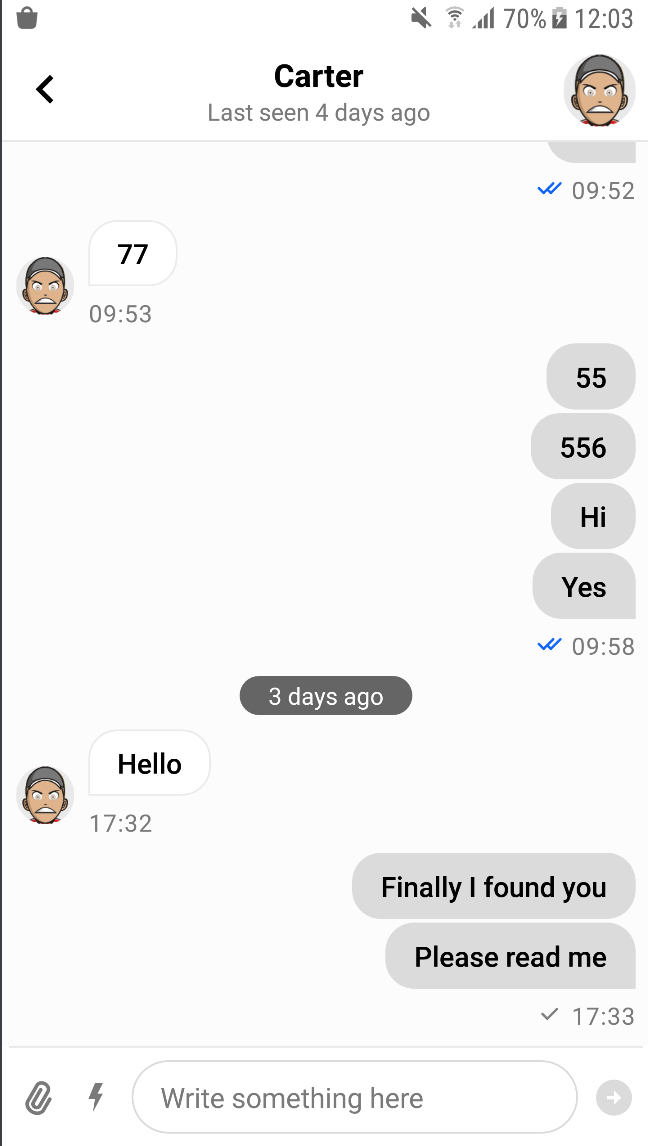 70% 12:03
Carter
Last seen 4 days ago
09:52
77
09:53
55
556
Hi
Yes
09:58
3 days ago
Hello
17:32
Finally I found you
Please read me
17:33
Write something here